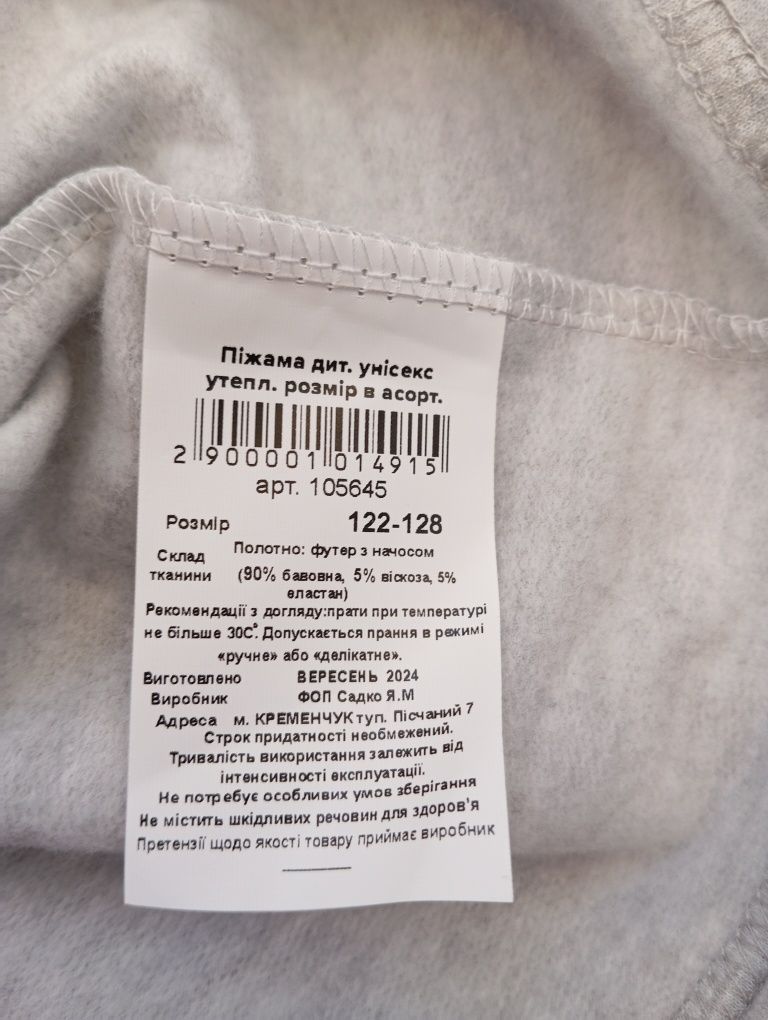 Піжама дит. унісекс
утепл. розмір в асорт.
2 900001 014915
арт. 105645
Розмір 122-128
Склад тканини Полотно: футер з начосом
(90% бавовна, 5% віскоза, 5%
еластан)
Рекомендації з догляду:прати при температурі
не більше 30С°. Допускається прання в режимі
«ручне» або «делікатне».
Виготовлено ВЕРЕСЕНЬ 2024
Виробник ФОП Садко Я.М
Адреса м. КРЕМЕНЧУК туп. Пісчаний 7
Строк придатності необмежений.
Тривалість використання залежить від
інтенсивності експлуатації.
Не потребує особливих умов зберігання
Не містить шкідливих речовин для здоров'я
Претензії щодо якості товару приймає виробник